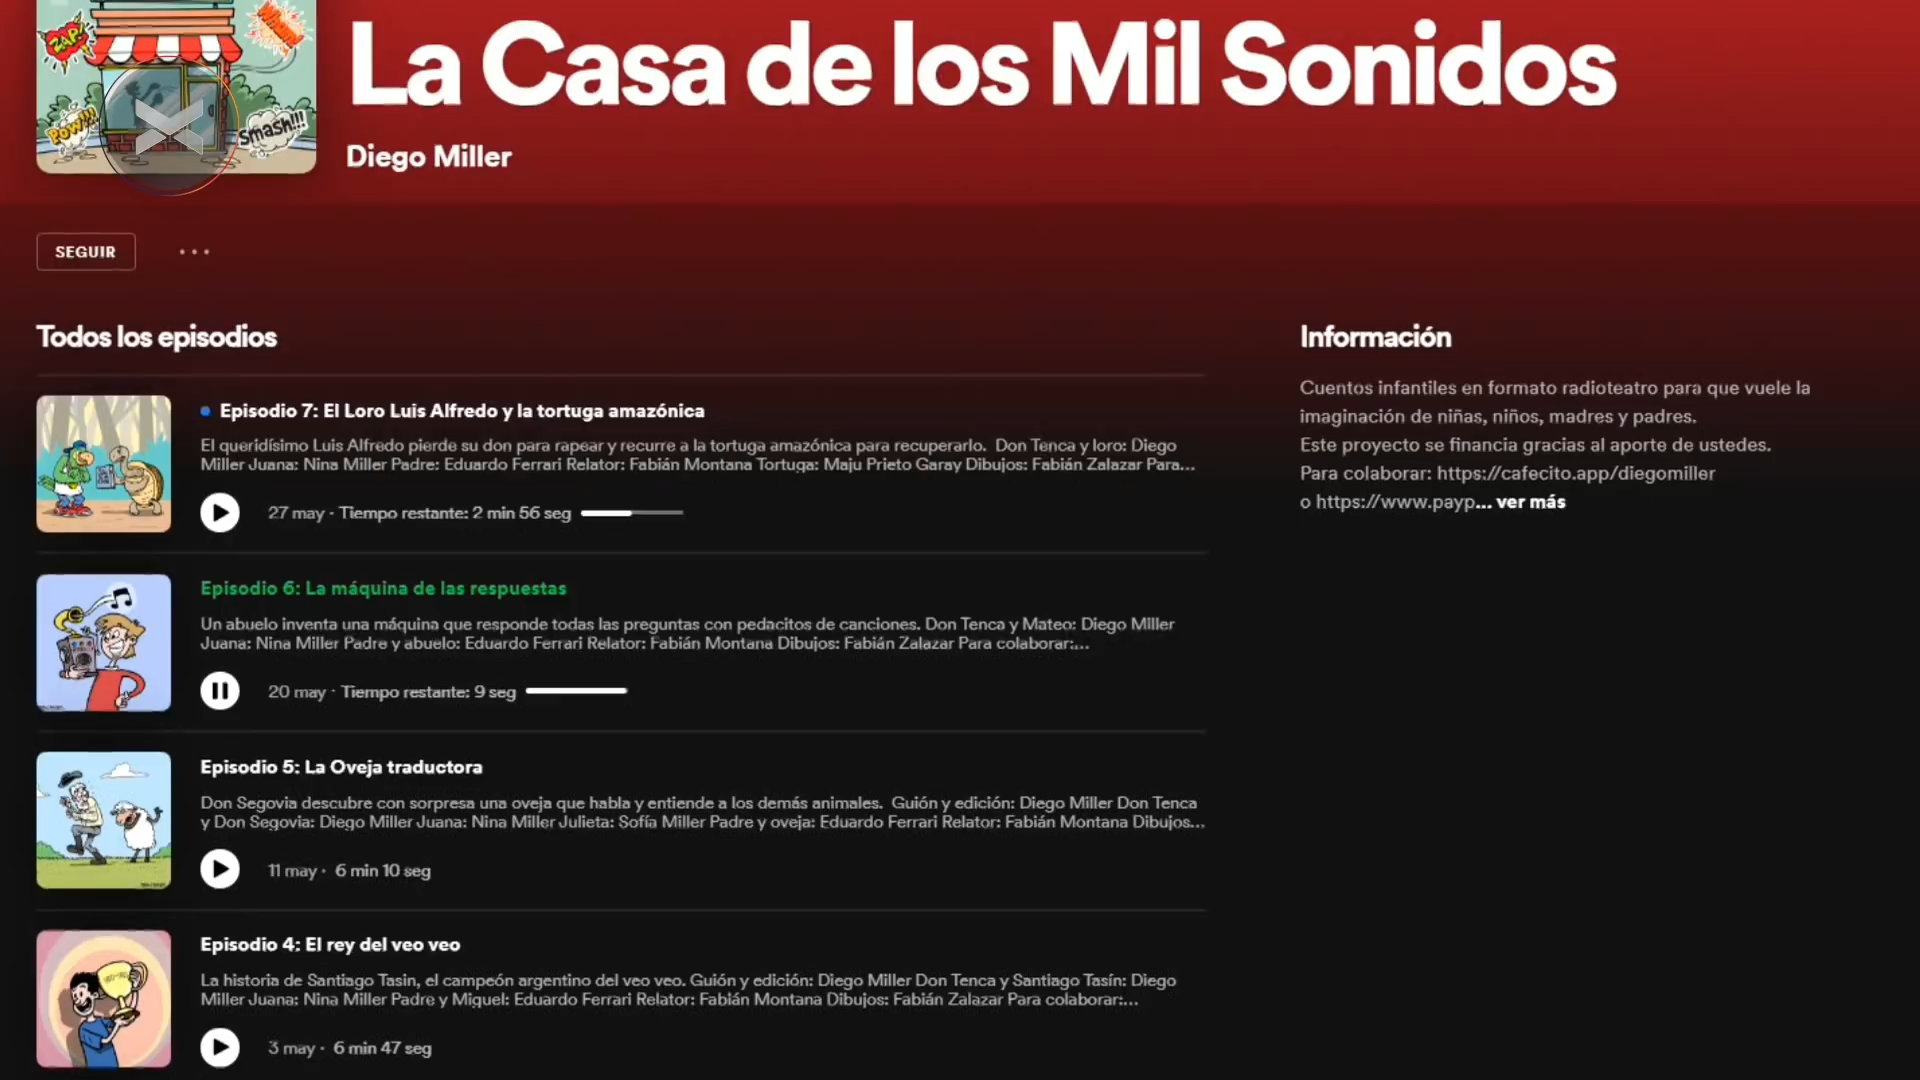 ZAP!
POW!!!
Smash!!!
La Casa de los Mil Sonidos
Diego Miller
SEGUIR
Todos los episodios
Episodio 7: El Loro Luis Alfredo y la tortuga amazónica
El queridísimo Luis Alfredo pierde su don para rapear y recurre a la tortuga amazónica para recuperarlo. Don Tenca y loro: Diego
Miller Juana: Nina Miller Padre: Eduardo Ferrari Relator: Fabián Montana Tortuga: Maju Prieto Garay Dibujos: Fabián Zalazar Para...
27 may · Tiempo restante: 2 min 56 seg
Episodio 6: La máquina de las respuestas
Un abuelo inventa una máquina que responde todas las preguntas con pedacitos de canciones. Don Tenca y Mateo: Diego Miller
Juana: Nina Miller Padre y abuelo: Eduardo Ferrari Relator: Fabián Montana Dibujos: Fabián Zalazar Para colaborar:...
20 may · Tiempo restante: 9 seg
Episodio 5: La Oveja traductora
Don Segovia descubre con sorpresa una oveja que habla y entiende a los demás animales. Guión y edición: Diego Miller Don Tenca
y Don Segovia: Diego Miller Juana: Nina Miller Julieta: Sofía Miller Padre y oveja: Eduardo Ferrari Relator: Fabián Montana Dibujos...
11 may · 6 min 10 seg
Episodio 4: El rey del veo veo
La historia de Santiago Tasin, el campeón argentino del veo veo. Guión y edición: Diego Miller Don Tenca y Santiago Tasín: Diego
Miller Juana: Nina Miller Padre y Miguel: Eduardo Ferrari Relator: Fabián Montana Dibujos: Fabián Zalazar Para colaborar:...
3 may · 6 min 47 seg
Información
Cuentos infantiles en formato radioteatro para que vuele la
imaginación de niñas, niños, madres y padres.
Este proyecto se financia gracias al aporte de ustedes.
Para colaborar: https://cafecito.app/diegomiller
o https://www.payp... ver más